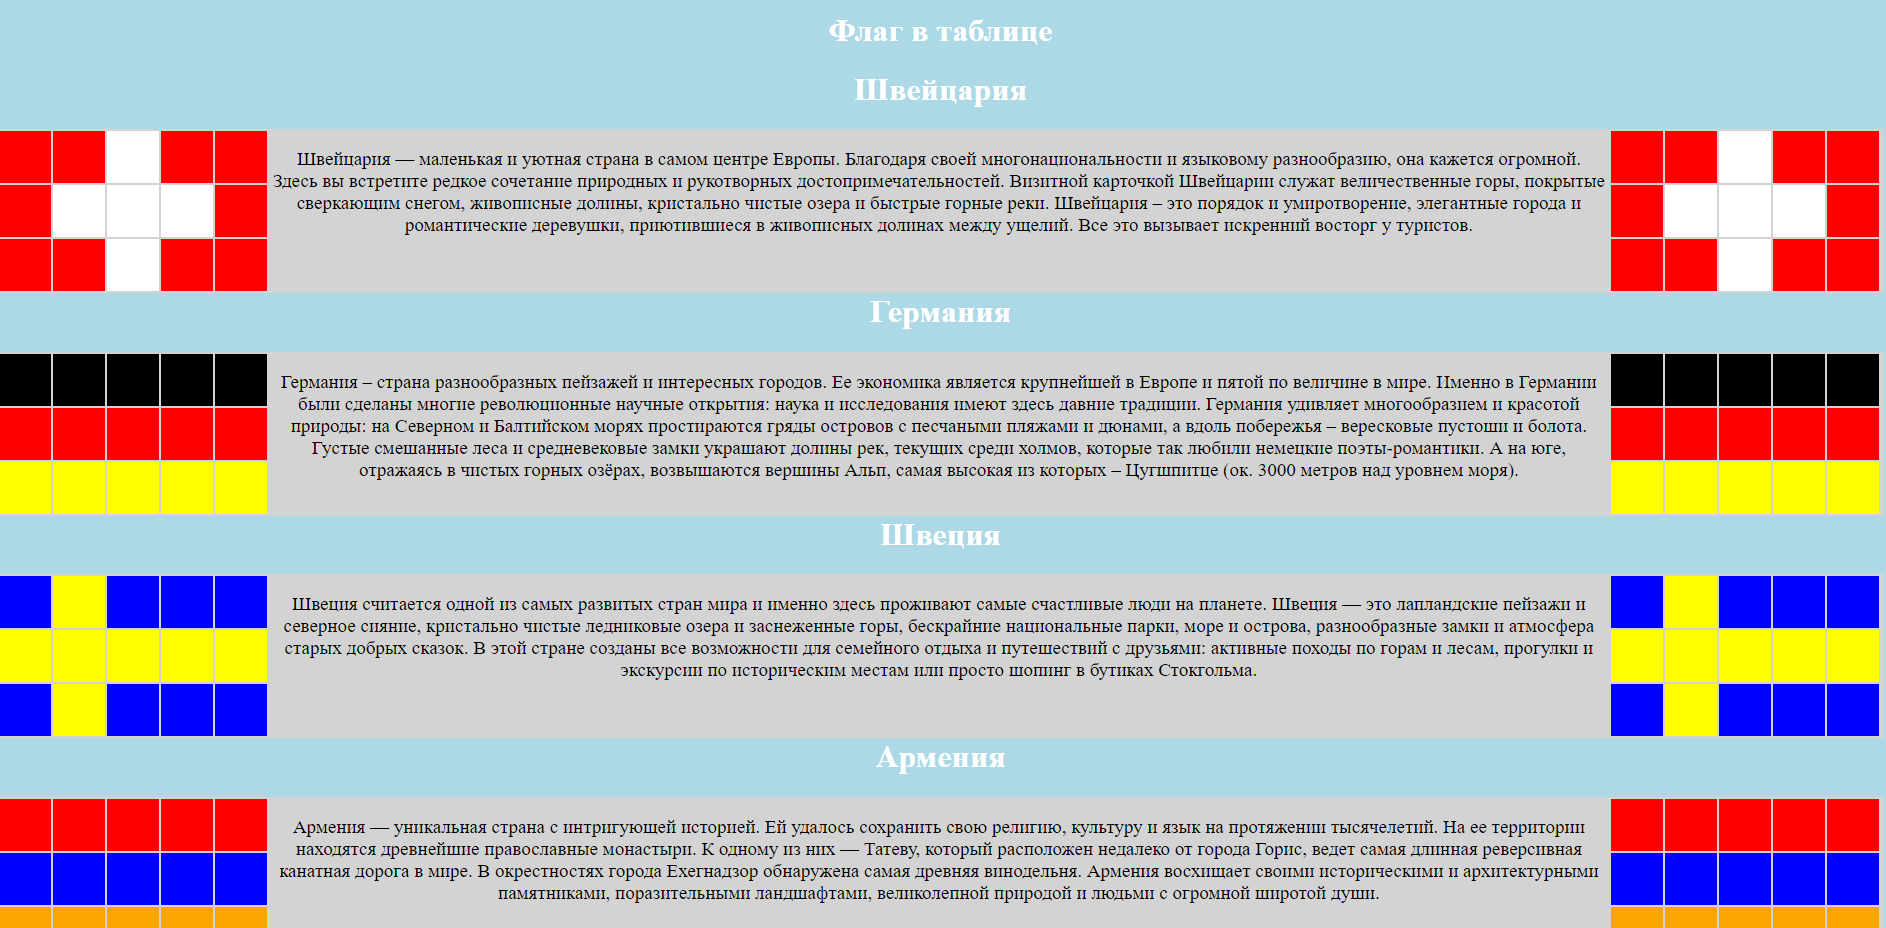 Флаг в таблице
Швейцария
Швейцария — маленькая и уютная страна в самом центре Европы. Благодаря своей многонациональности и языковому разнообразию, она кажется огромной.
Здесь вы встретите редкое сочетание природных и рукотворных достопримечательностей. Визитной карточкой Швейцарии служат величественные горы, покрытые
сверкающим снегом, живописные долины, кристально чистые озера и быстрые горные реки. Швейцария – это порядок и умиротворение, элегантные города и
романтические деревушки, приютившиеся в живописных долинах между ущелий. Все это вызывает искренний восторг у туристов.
Германия
Германия – страна разнообразных пейзажей и интересных городов. Ее экономика является крупнейшей в Европе и пятой по величине в мире. Именно в Германии
были сделаны многие революционные научные открытия: наука и исследования имеют здесь давние традиции. Германия удивляет многообразием и красотой
природы: на Северном и Балтийском морях простираются гряды островов с песчаными пляжами и дюнами, а вдоль побережья – вересковые пустоши и болота.
Густые смешанные леса и средневековые замки украшают долины рек, текущих среди холмов, которые так любили немецкие поэты-романтики. А на юге,
отражаясь в чистых горных озёрах, возвышаются вершины Альп, самая высокая из которых – Цугшпитце (ок. 3000 метров над уровнем моря).
Швеция
Швеция считается одной из самых развитых стран мира и именно здесь проживают самые счастливые люди на планете. Швеция — это лапландские пейзажи и
северное сияние, кристально чистые ледниковые озера и заснеженные горы, бескрайние национальные парки, море и острова, разнообразные замки и атмосфера
старых добрых сказок. В этой стране созданы все возможности для семейного отдыха и путешествий с друзьями: активные походы по горам и лесам, прогулки и
экскурсии по историческим местам или просто шопинг в бутиках Стокгольма.
Армения
Армения — уникальная страна с интригующей историей. Ей удалось сохранить свою религию, культуру и язык на протяжении тысячелетий. На ее территории
находятся древнейшие православные монастыри. К одному из них — Татеву, который расположен недалеко от города Горис, ведет самая длинная реверсивная
канатная дорога в мире. В окрестностях города Ехегнадзор обнаружена самая древняя винодельня. Армения восхищает своими историческими и архитектурными
памятниками, поразительными ландшафтами, великолепной природой и людьми с огромной широтой души.